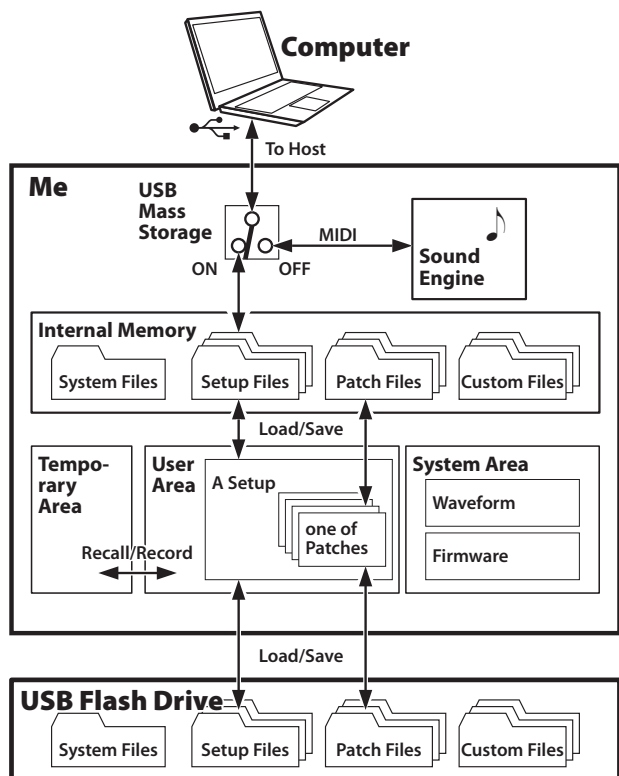 Computer
To Host
Me
USB
Mass
Storage
ON
OFF
MIDI
Sound
Engine
Internal Memory
System Files
Setup Files
Patch Files
Custom Files
Load/Save
Tempo-
rary
Area
User
Area
A Setup
one of
Patches
Recall/Record
System Area
Waveform
Firmware
Load/Save
USB Flash Drive
System Files
Setup Files
Patch Files
Custom Files